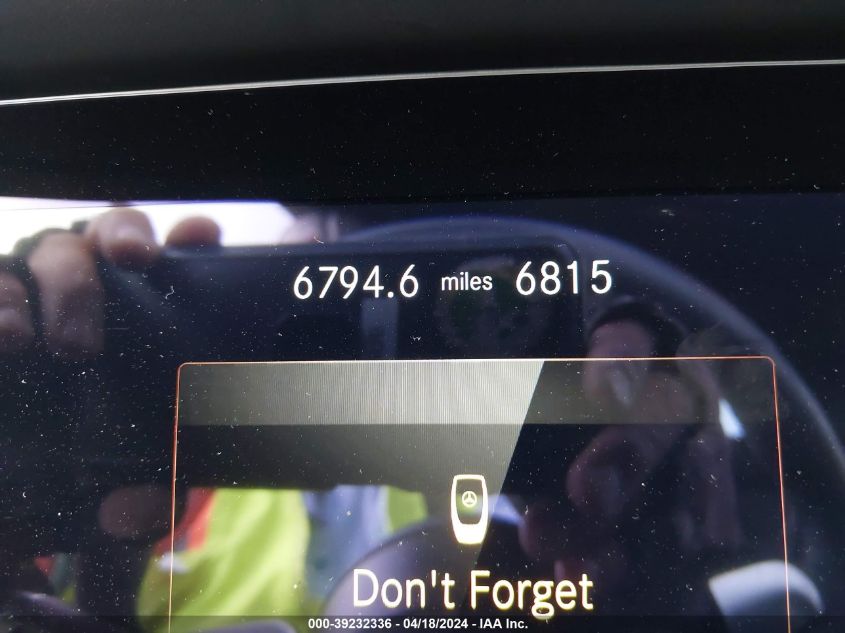 6794.6 miles 6815
Don't Forget
000-39232336 - 04/18/2024 - IAA Inc.